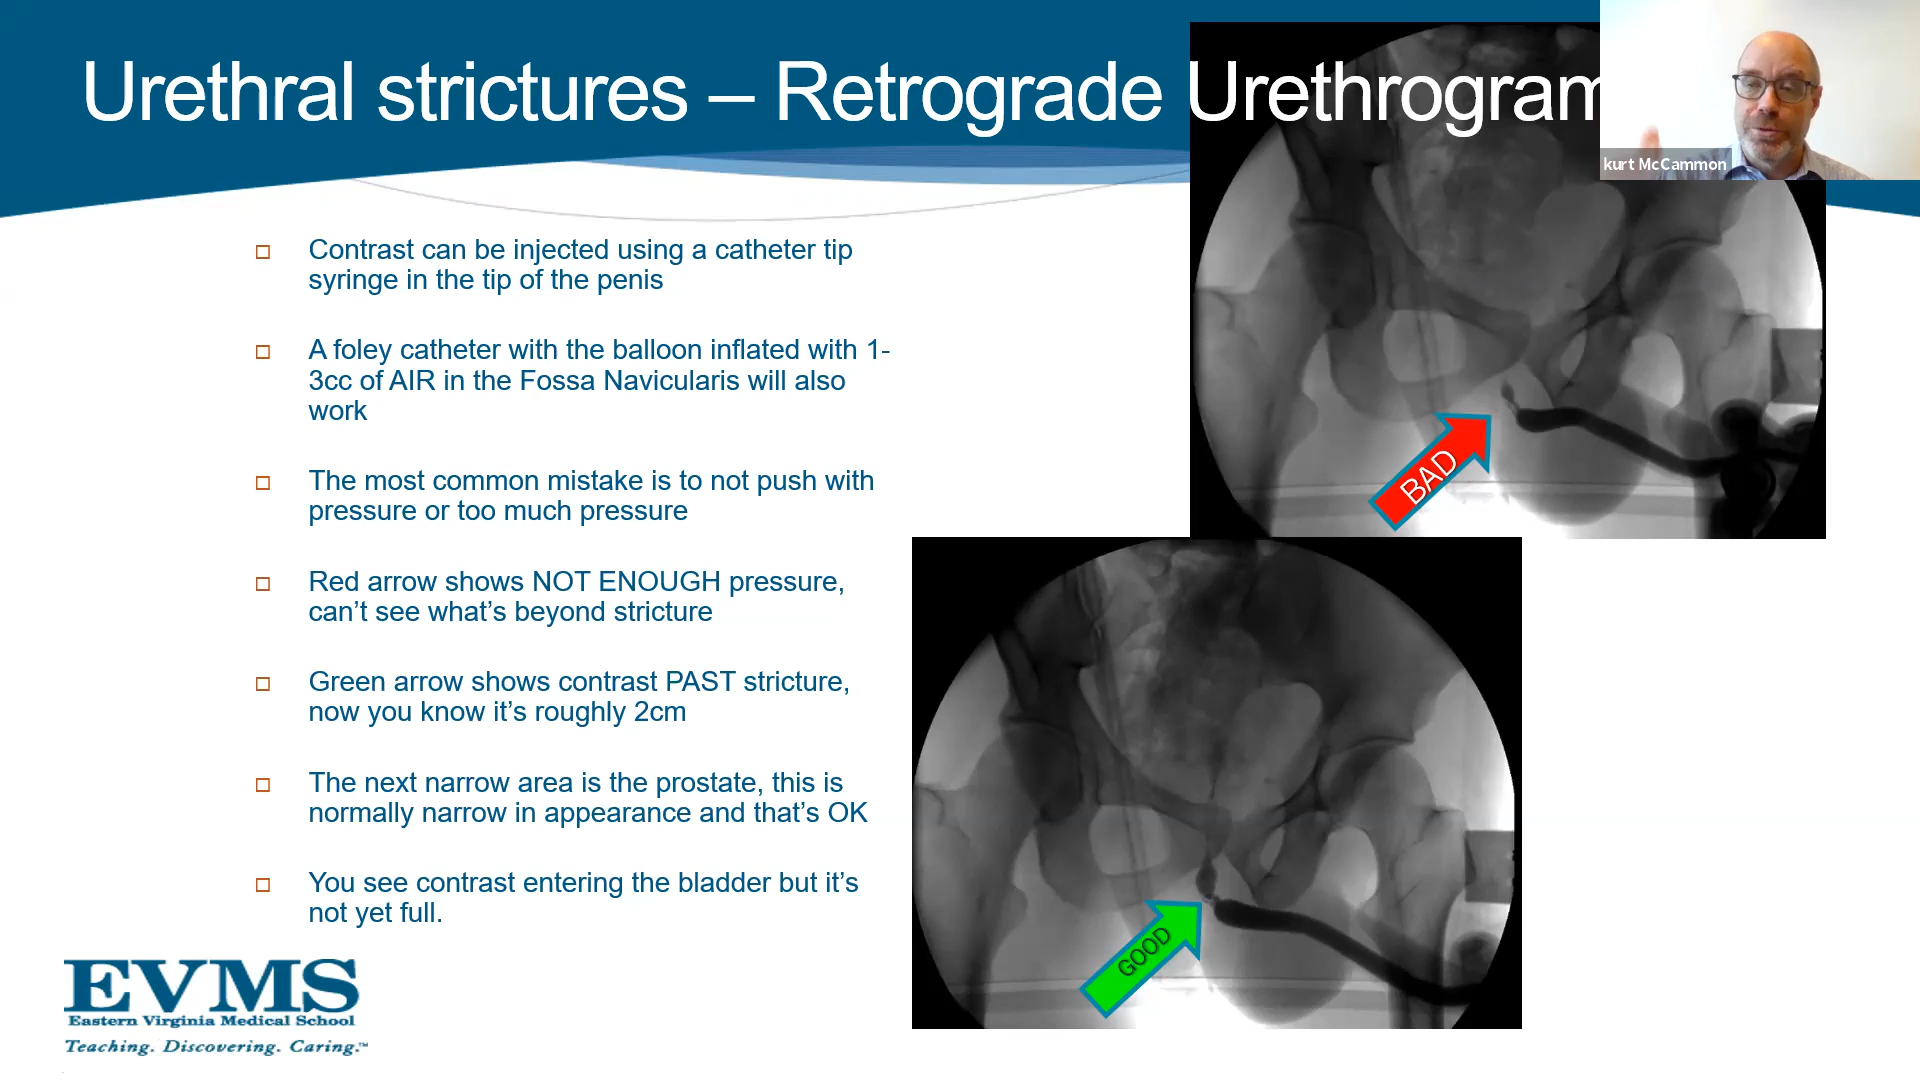 Urethral strictures – Retrograde Urethrogram
kurt McCammon
Contrast can be injected using a catheter tip
syringe in the tip of the penis
A foley catheter with the balloon inflated with 1-
3cc of AIR in the Fossa Navicularis will also
work
The most common mistake is to not push with
pressure or too much pressure
Red arrow shows NOT ENOUGH pressure,
can’t see what’s beyond stricture
Green arrow shows contrast PAST stricture,
now you know it’s roughly 2cm
The next narrow area is the prostate, this is
normally narrow in appearance and that’s OK
You see contrast entering the bladder but it’s
not yet full.
BAD
GOOD
EVMS
Eastern Virginia Medical School
Teaching. Discovering. Caring.™